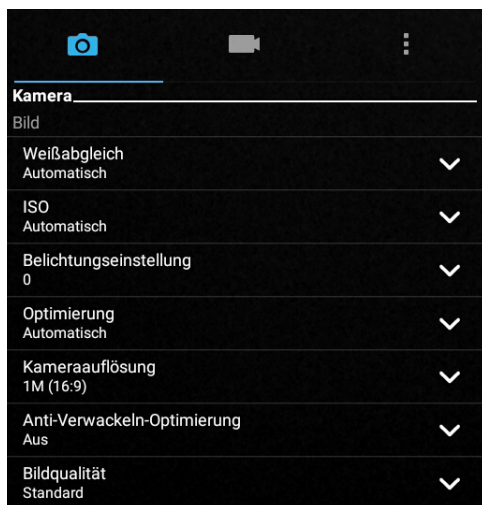 Kamera
Bild
Weißabgleich
Automatisch
ISO
Automatisch
Belichtungseinstellung
0
Optimierung
Automatisch
Kameraauflösung
1M (16:9)
Anti-Verwackeln-Optimierung
Aus
Bildqualität
Standard